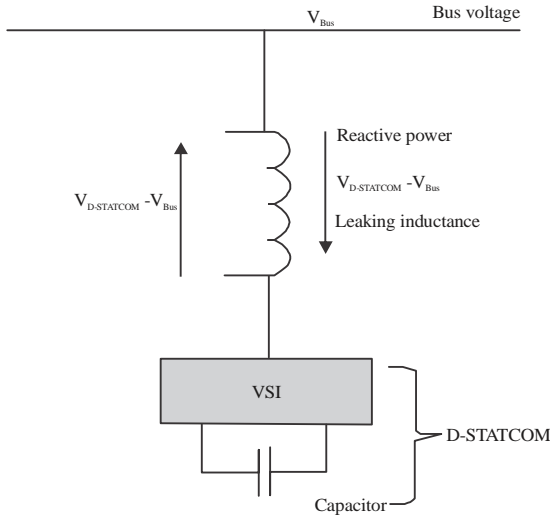 V_Bus
Bus voltage
Reactive power
V_D-STATCOM -V_Bus
V_D-STATCOM -V_Bus
Leaking inductance
VSI
D-STATCOM
Capacitor